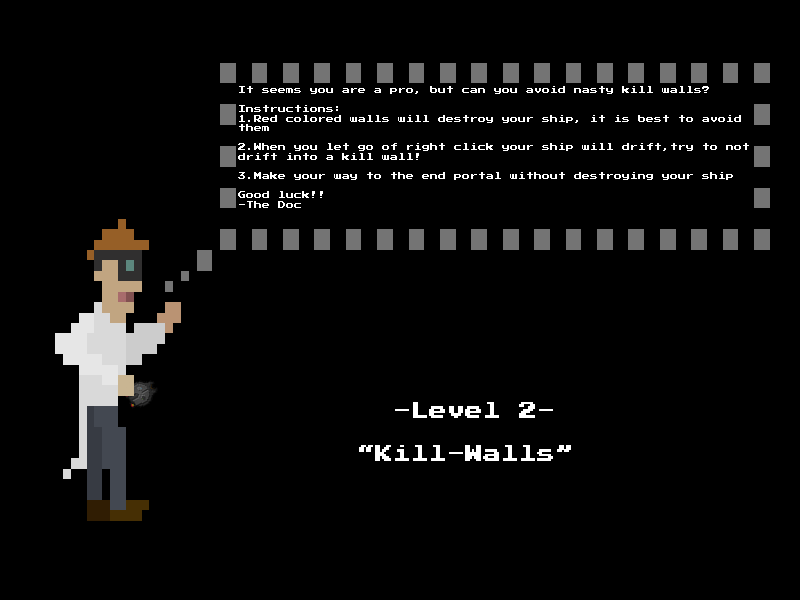 It seems you are a pro, but can you avoid nasty kill walls?
Instructions:
1.Red colored walls will destroy your ship, it is best to avoid
them
2.When you let go of right click your ship will drift,try to not
drift into a kill wall!
3.Make your way to the end portal without destroying your ship
Good luck!!
-The Doc
-Level 2-
“Kill-Walls”